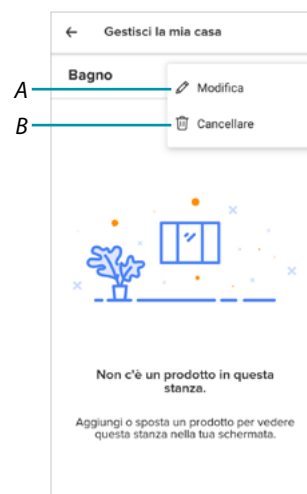 ← Gestisci la mia casa
Bagno
A
Modifica
B
Cancellare
Non c'è un prodotto in questa
stanza.
Aggiungi o sposta un prodotto per vedere
questa stanza nella tua schermata.